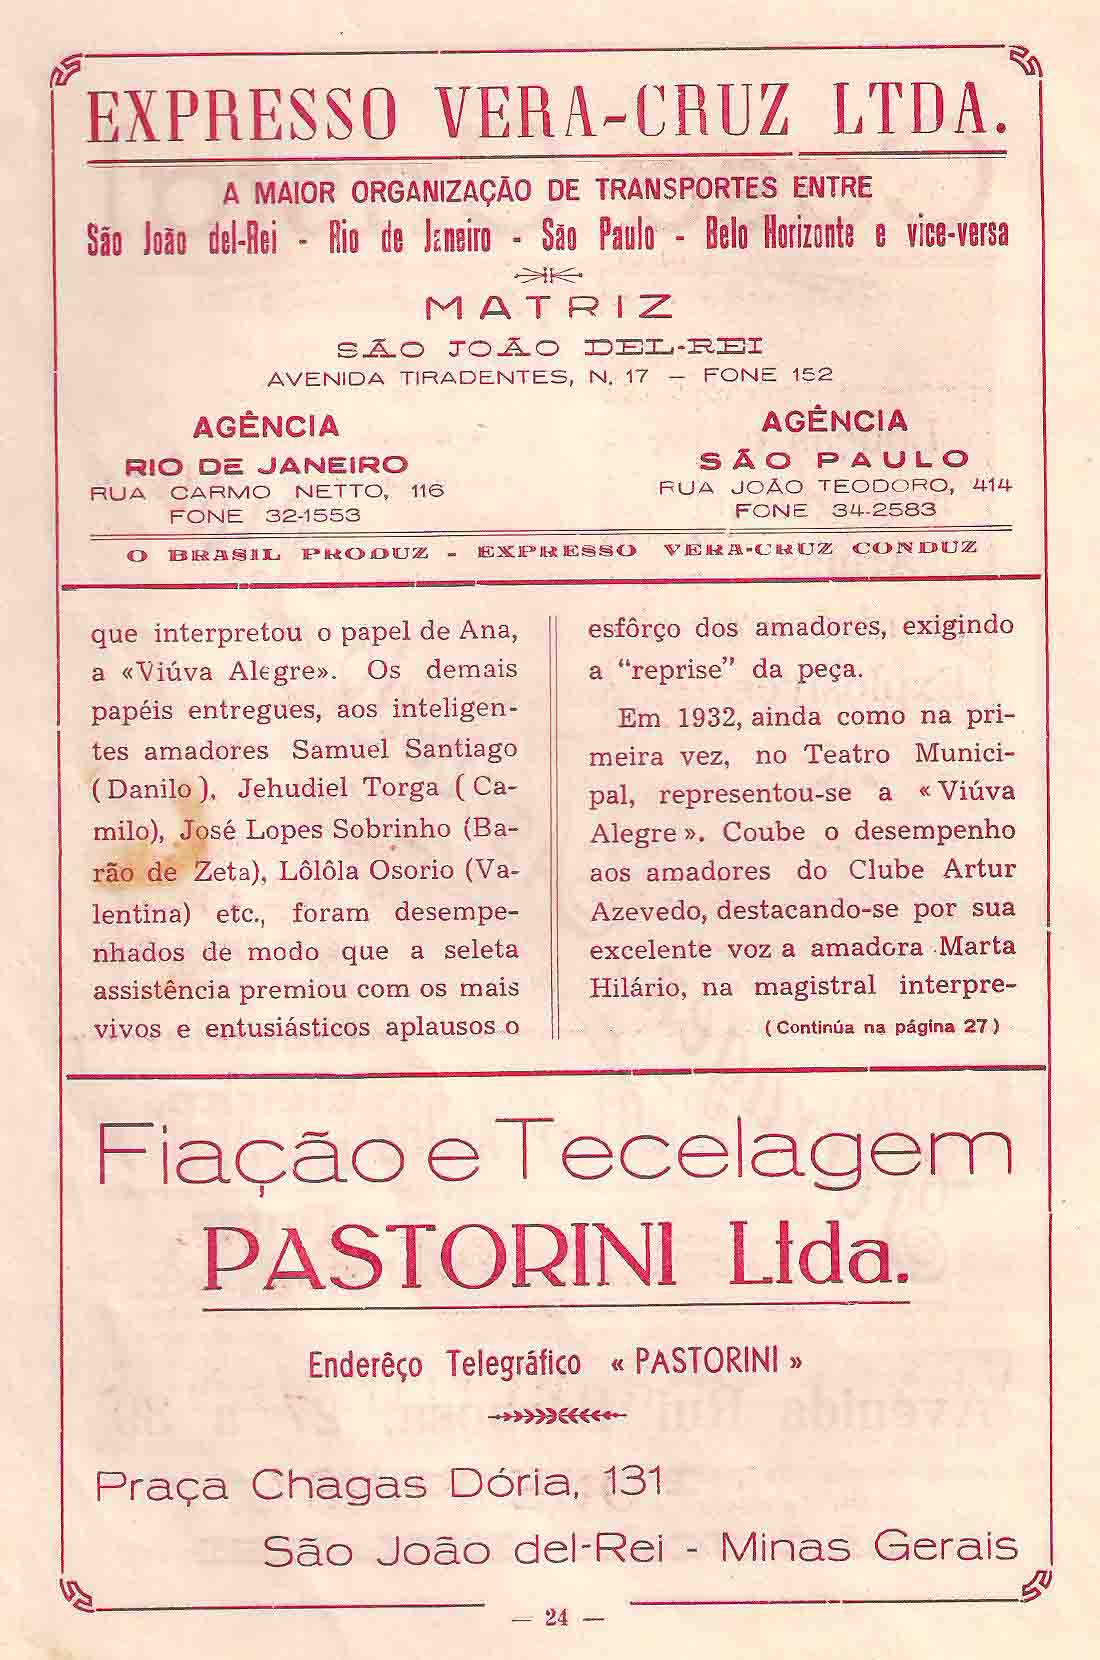 EXPRESSO VERA-CRUZ LTDA.
A MAIOR ORGANIZAÇÃO DE TRANSPORTES ENTRE
São João del-Rei - Rio de Janeiro - São Paulo - Belo Horizonte e vice-versa
MATRIZ
SÃO JOÃO DEL-REI
AVENIDA TIRADENTES, N. 17 — FONE 152
AGÊNCIA
RIO DE JANEIRO
RUA CARMO NETTO, 116
FONE 32-1553
AGÊNCIA
SÃO PAULO
RUA JOÃO TEODORO, 414
FONE 34-2583
O BRASIL PRODUZ - EXPRESSO VERA-CRUZ CONDUZ
que interpretou o papel de Ana,
a «Viúva Alegre». Os demais
papéis entregues, aos inteligen-
tes amadores Samuel Santiago
(Danilo), Jehudiel Torga (Ca-
milo), José Lopes Sobrinho (Ba-
rão de Zeta), Lôlôla Osorio (Va-
lentina) etc., foram desempe-
nhados de modo que a seleta
assistência premiou com os mais
vivos e entusiásticos aplausos o
esfôrço dos amadores, exigindo
a “reprise” da peça.
Em 1932, ainda como na pri-
meira vez, no Teatro Munici-
pal, representou-se a «Viúva
Alegre». Coube o desempenho
aos amadores do Clube Artur
Azevedo, destacando-se por sua
excelente voz a amadora Marta
Hilário, na magistral interpre-
(Continúa na página 27)
Fiação e Tecelagem
PASTORINI Ltda.
Enderêço Telegráfico «PASTORINI»
Praça Chagas Dória, 131
São João del-Rei - Minas Gerais
— 24 —